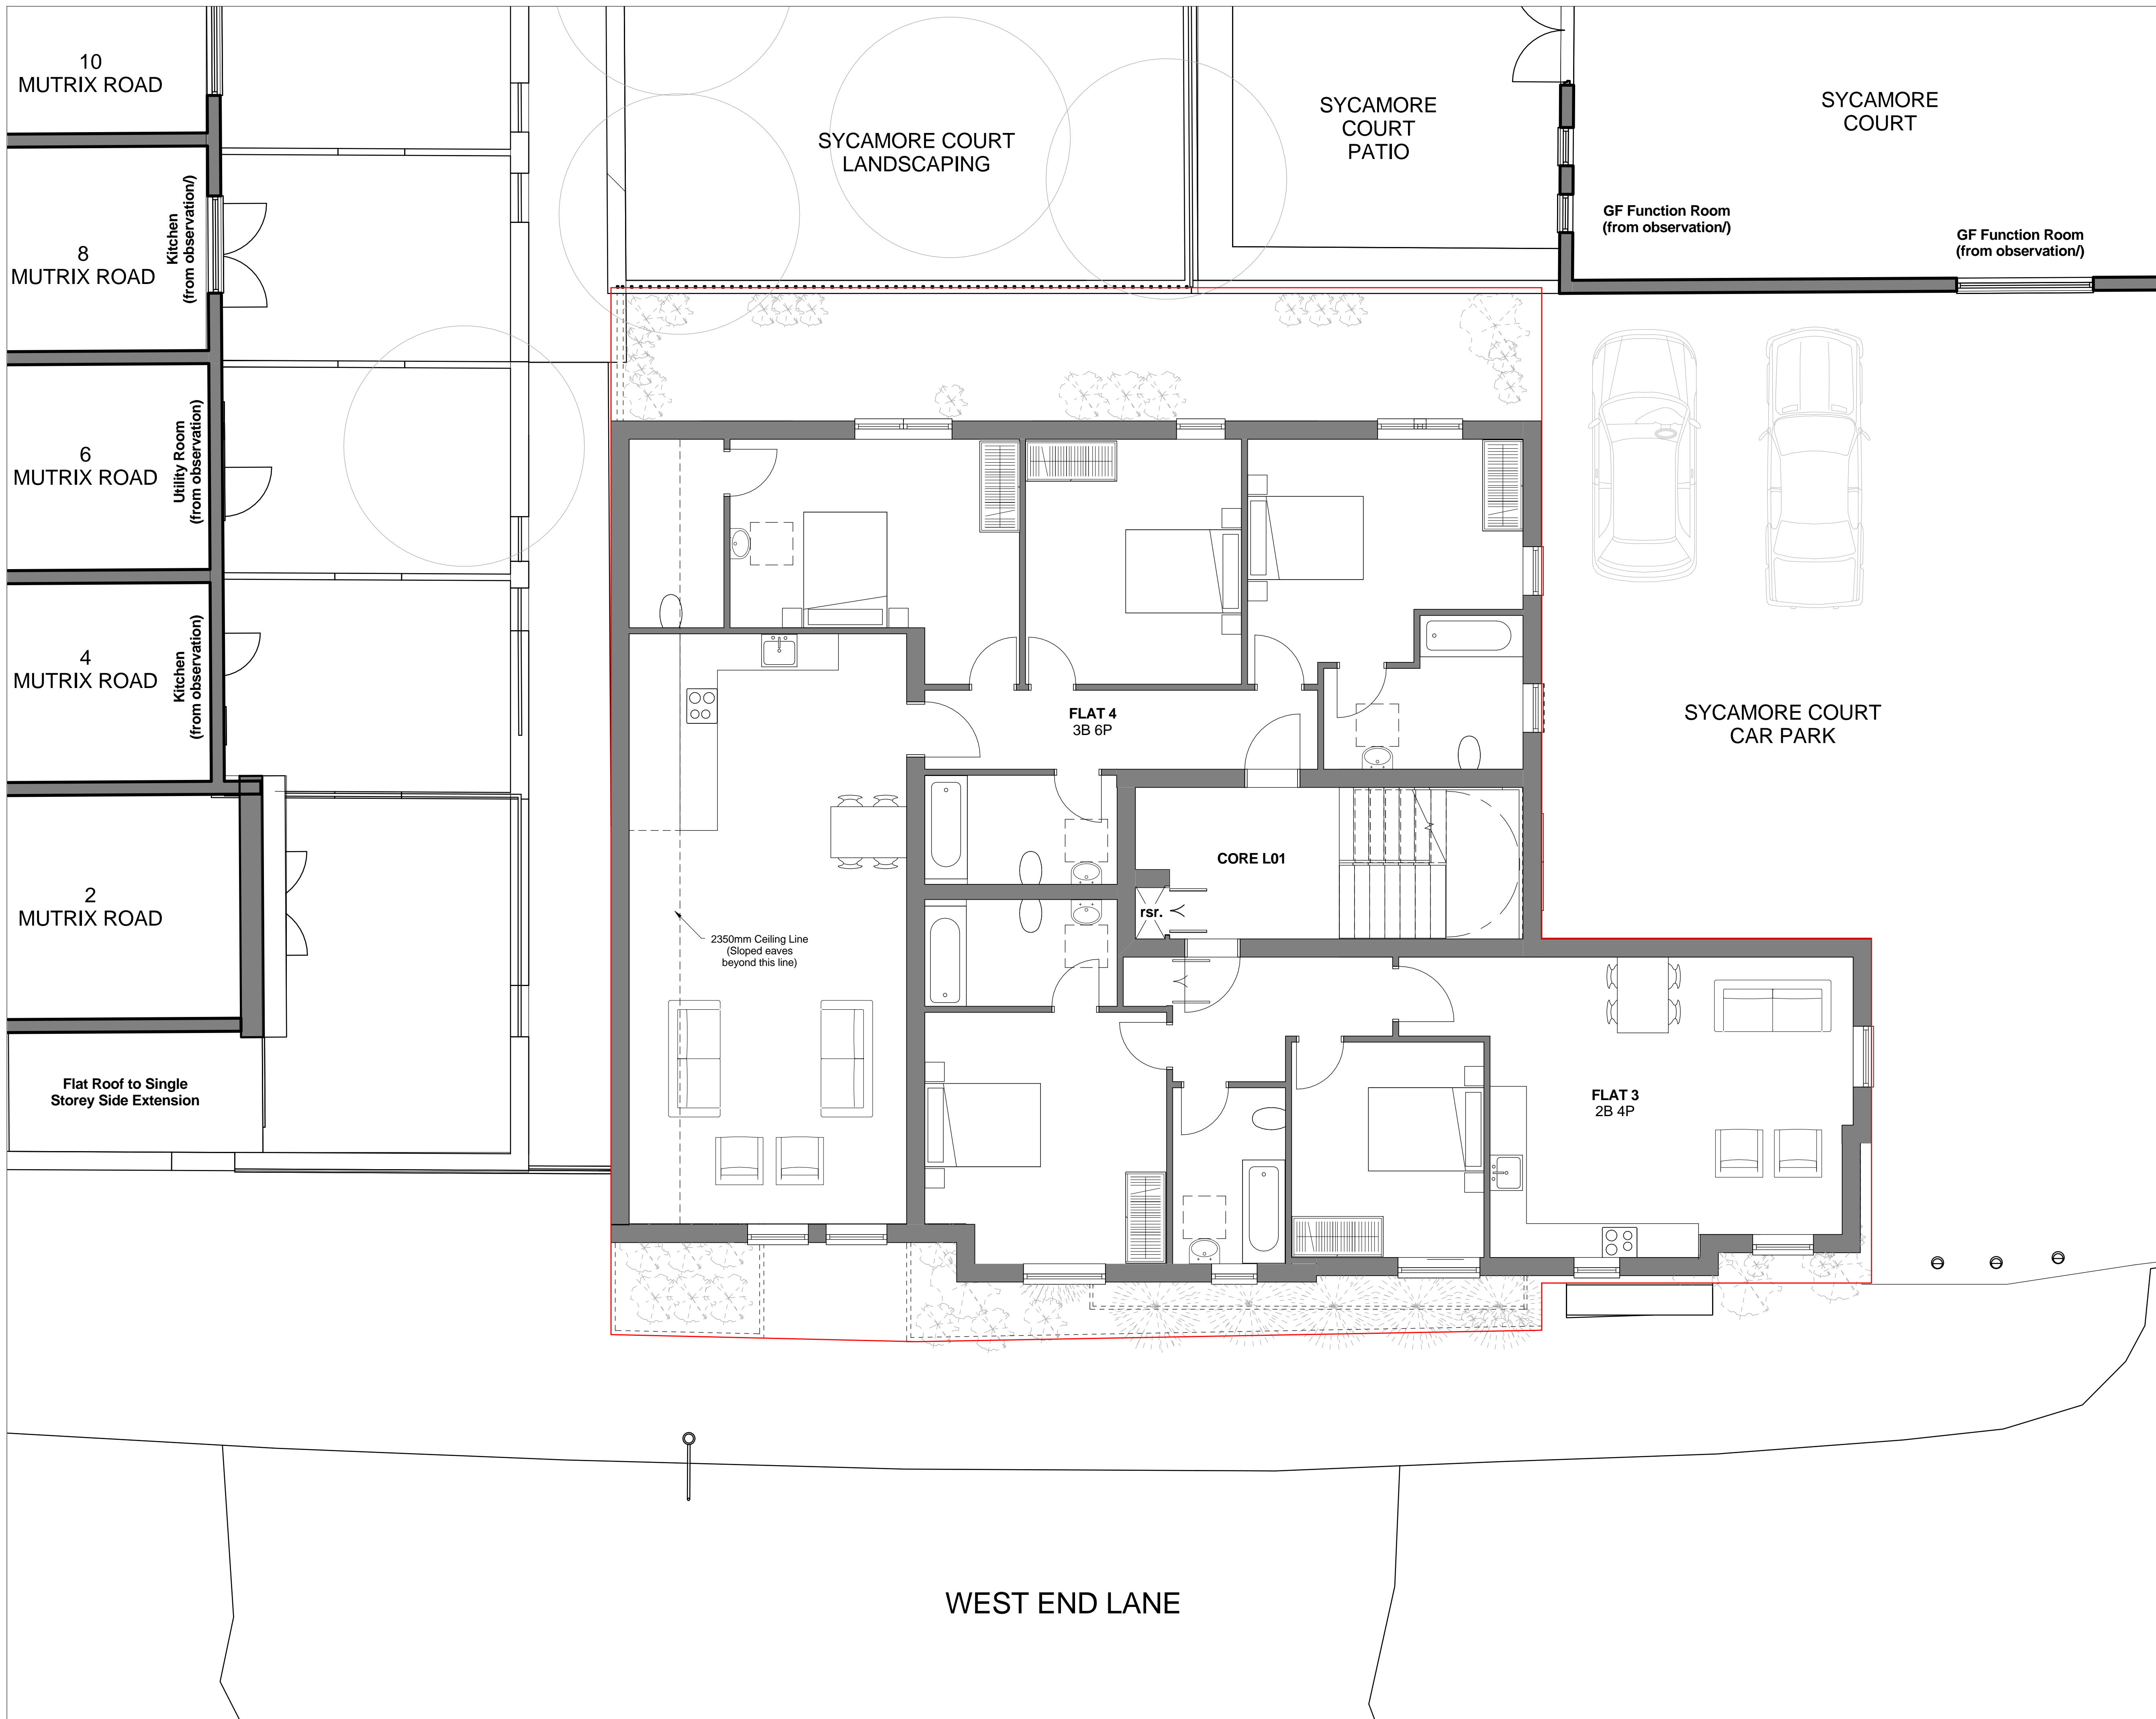 10
MUTRIX ROAD
SYCAMORE COURT
LANDSCAPING
SYCAMORE
COURT
PATIO
SYCAMORE
COURT
8
MUTRIX ROAD
Kitchen
(from observation/)
GF Function Room
(from observation/)
GF Function Room
(from observation/)
6
MUTRIX ROAD
Utility Room
(from observation)
4
MUTRIX ROAD
Kitchen
(from observation)
FLAT 4
3B 6P
SYCAMORE COURT
CAR PARK
2
MUTRIX ROAD
CORE L01
rsr.
2350mm Ceiling Line
(Sloped eaves
beyond this line)
Flat Roof to Single
Storey Side Extension
FLAT 3
2B 4P
WEST END LANE